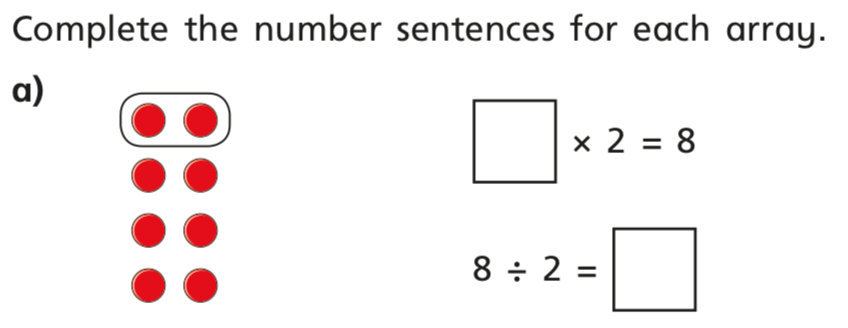 Complete the number sentences for each array.
a)
× 2 = 8
8 ÷ 2 =